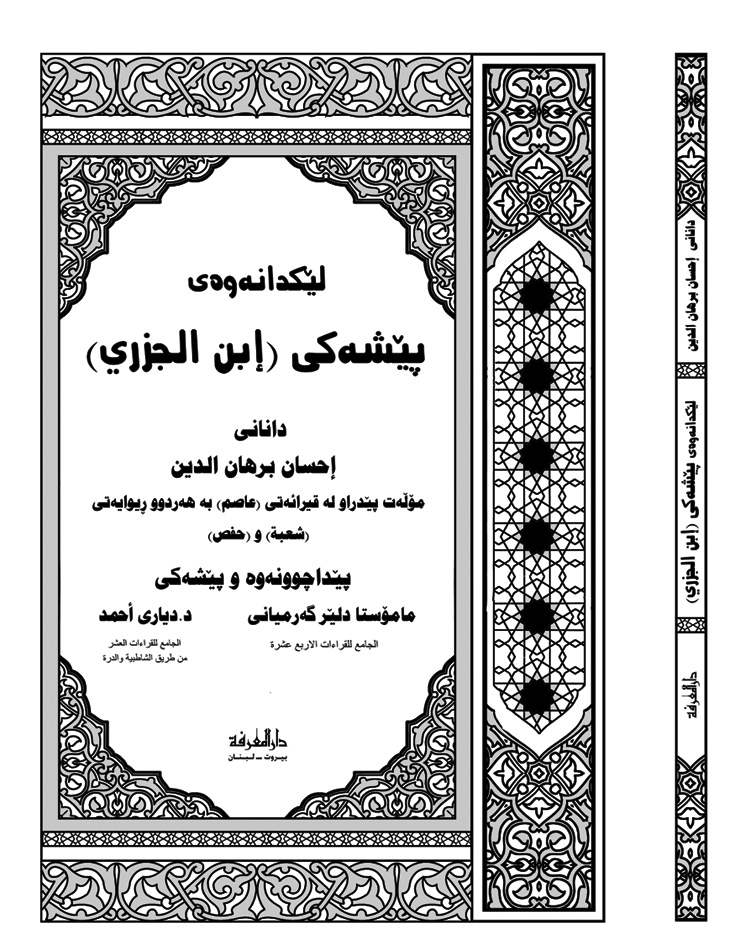 لێکدانەوەی
پێشەکی (إبن الجزري)
دانانی
إحسان برهان الدین
مۆڵەت پێدراو لە قیرائەتی (عاصم) بە هەردوو ڕیوایەتی
(شعبة) و (حفص)
پێداچوونەوە و پێشەکی
مامۆستا دلێر گەرمیانی
الجامع للقراءات الاربع عشرة
د.دیاری أحمد
الجامع للقراءات العشر
من طريق الشاطبية والدرة
دار المعرفة
بيروت – لبنان
دانانی إحسان برهان الدین
لێکدانەوەی پێشەکی (إبن الجزري)
دار المعرفة